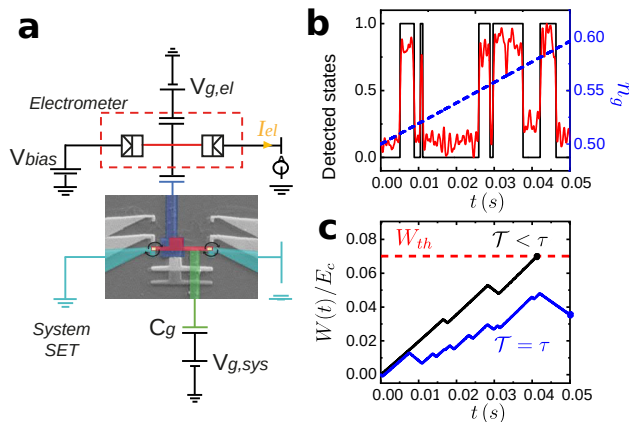 a
V_{g,el}
Electrometer
I_{el}
V_{bias}
System
SET
C_g
V_{g,sys}
b
Detected states
1.0
0.5
0.0
0.60
0.55
0.50
n_g
0.00 0.01 0.02 0.03 0.04 0.05
t (s)
c
W(t)/E_c
0.08
0.06
0.04
0.02
0.00
W_{th}
𝒯 < τ
𝒯 = τ
0.00 0.01 0.02 0.03 0.04 0.05
t (s)